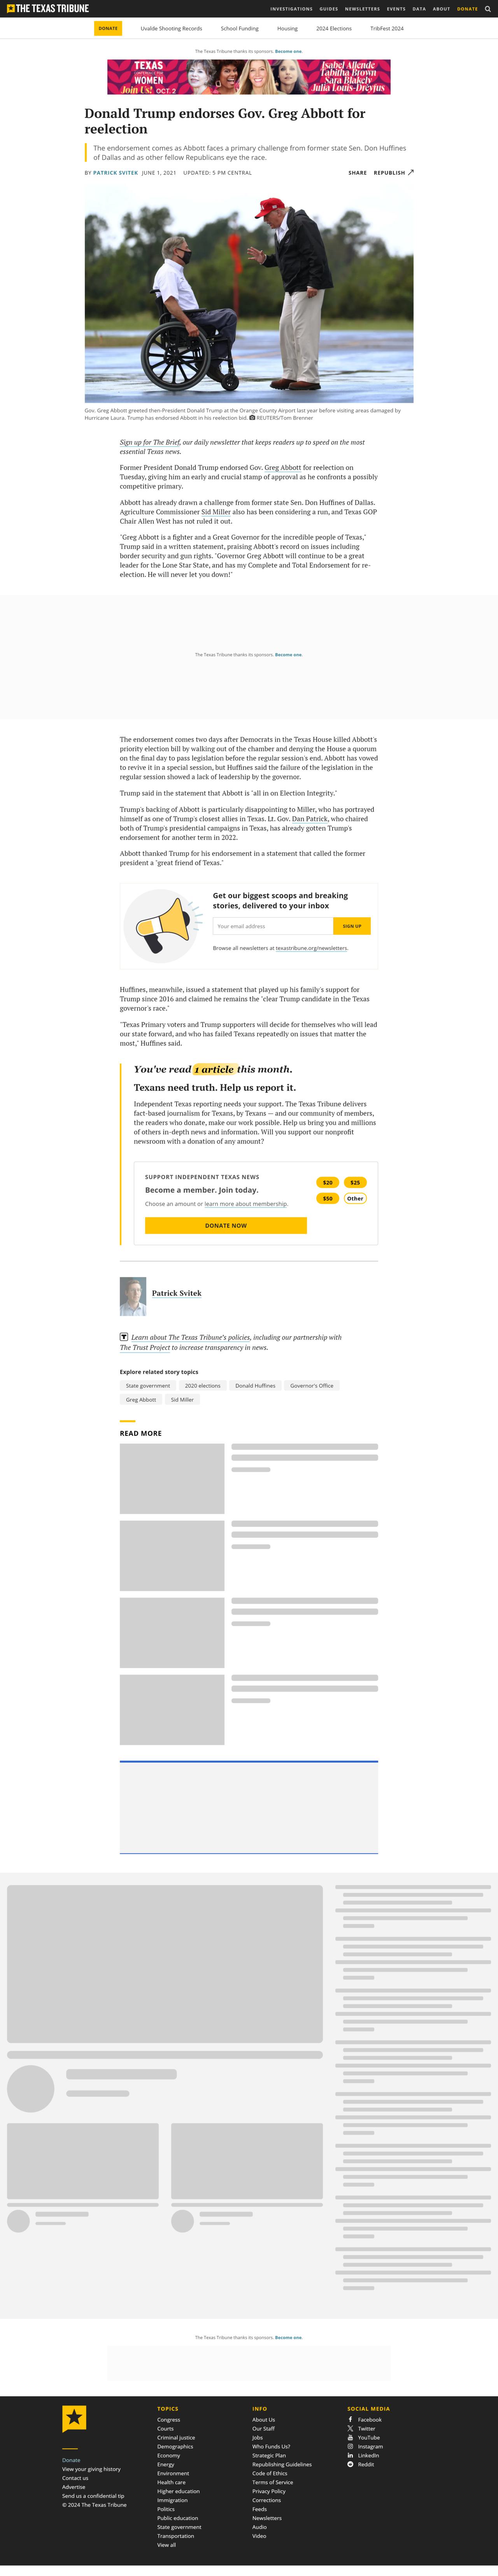 THE TEXAS TRIBUNE
INVESTIGATIONS GUIDES NEWSLETTERS EVENTS DATA ABOUT DONATE
DONATE Uvalde Shooting Records School Funding Housing 2024 Elections TribFest 2024
The Texas Tribune thanks its sponsors. Become one.
TEXAS
CONFERENCE FOR
WOMEN
Join Us! OCT. 2
Isabel Allende
Tabitha Brown
Sara Blakely
Julia Louis-Dreyfus
Donald Trump endorses Gov. Greg Abbott for
reelection
The endorsement comes as Abbott faces a primary challenge from former state Sen. Don Huffines
of Dallas and as other fellow Republicans eye the race.
BY PATRICK SVITEK JUNE 1, 2021 UPDATED: 5 PM CENTRAL
SHARE REPUBLISH
Gov. Greg Abbott greeted then-President Donald Trump at the Orange County Airport last year before visiting areas damaged by
Hurricane Laura. Trump has endorsed Abbott in his reelection bid. REUTERS/Tom Brenner
Sign up for The Brief, our daily newsletter that keeps readers up to speed on the most
essential Texas news.
Former President Donald Trump endorsed Gov. Greg Abbott for reelection on
Tuesday, giving him an early and crucial stamp of approval as he confronts a possibly
competitive primary.
Abbott has already drawn a challenge from former state Sen. Don Huffines of Dallas.
Agriculture Commissioner Sid Miller also has been considering a run, and Texas GOP
Chair Allen West has not ruled it out.
"Greg Abbott is a fighter and a Great Governor for the incredible people of Texas,"
Trump said in a written statement, praising Abbott's record on issues including
border security and gun rights. "Governor Greg Abbott will continue to be a great
leader for the Lone Star State, and has my Complete and Total Endorsement for re-
election. He will never let you down!"
The Texas Tribune thanks its sponsors. Become one.
The endorsement comes two days after Democrats in the Texas House killed Abbott's
priority election bill by walking out of the chamber and denying the House a quorum
on the final day to pass legislation before the regular session's end. Abbott has vowed
to revive it in a special session, but Huffines said the failure of the legislation in the
regular session showed a lack of leadership by the governor.
Trump said in the statement that Abbott is "all in on Election Integrity."
Trump's backing of Abbott is particularly disappointing to Miller, who has portrayed
himself as one of Trump's closest allies in Texas. Lt. Gov. Dan Patrick, who chaired
both of Trump's presidential campaigns in Texas, has already gotten Trump's
endorsement for another term in 2022.
Abbott thanked Trump for his endorsement in a statement that called the former
president a "great friend of Texas."
Get our biggest scoops and breaking
stories, delivered to your inbox
Your email address SIGN UP
Browse all newsletters at texastribune.org/newsletters.
Huffines, meanwhile, issued a statement that played up his family's support for
Trump since 2016 and claimed he remains the "clear Trump candidate in the Texas
governor's race."
"Texas Primary voters and Trump supporters will decide for themselves who will lead
our state forward, and who has failed Texans repeatedly on issues that matter the
most," Huffines said.
You've read 1 article this month.
Texans need truth. Help us report it.
Independent Texas reporting needs your support. The Texas Tribune delivers
fact-based journalism for Texans, by Texans — and our community of members,
the readers who donate, make our work possible. Help us bring you and millions
of others in-depth news and information. Will you support our nonprofit
newsroom with a donation of any amount?
SUPPORT INDEPENDENT TEXAS NEWS
Become a member. Join today.
Choose an amount or learn more about membership.
$20 $25
$50 Other
DONATE NOW
Patrick Svitek
Learn about The Texas Tribune's policies, including our partnership with
The Trust Project to increase transparency in news.
Explore related story topics
State government 2020 elections Donald Huffines Governor's Office
Greg Abbott Sid Miller
READ MORE
The Texas Tribune thanks its sponsors. Become one.
Donate
View your giving history
Contact us
Advertise
Send us a confidential tip
© 2024 The Texas Tribune
TOPICS
Congress
Courts
Criminal justice
Demographics
Economy
Energy
Environment
Health care
Higher education
Immigration
Politics
Public education
State government
Transportation
View all
INFO
About Us
Our Staff
Jobs
Who Funds Us?
Strategic Plan
Republishing Guidelines
Code of Ethics
Terms of Service
Privacy Policy
Corrections
Feeds
Newsletters
Audio
Video
SOCIAL MEDIA
Facebook
Twitter
YouTube
Instagram
LinkedIn
Reddit